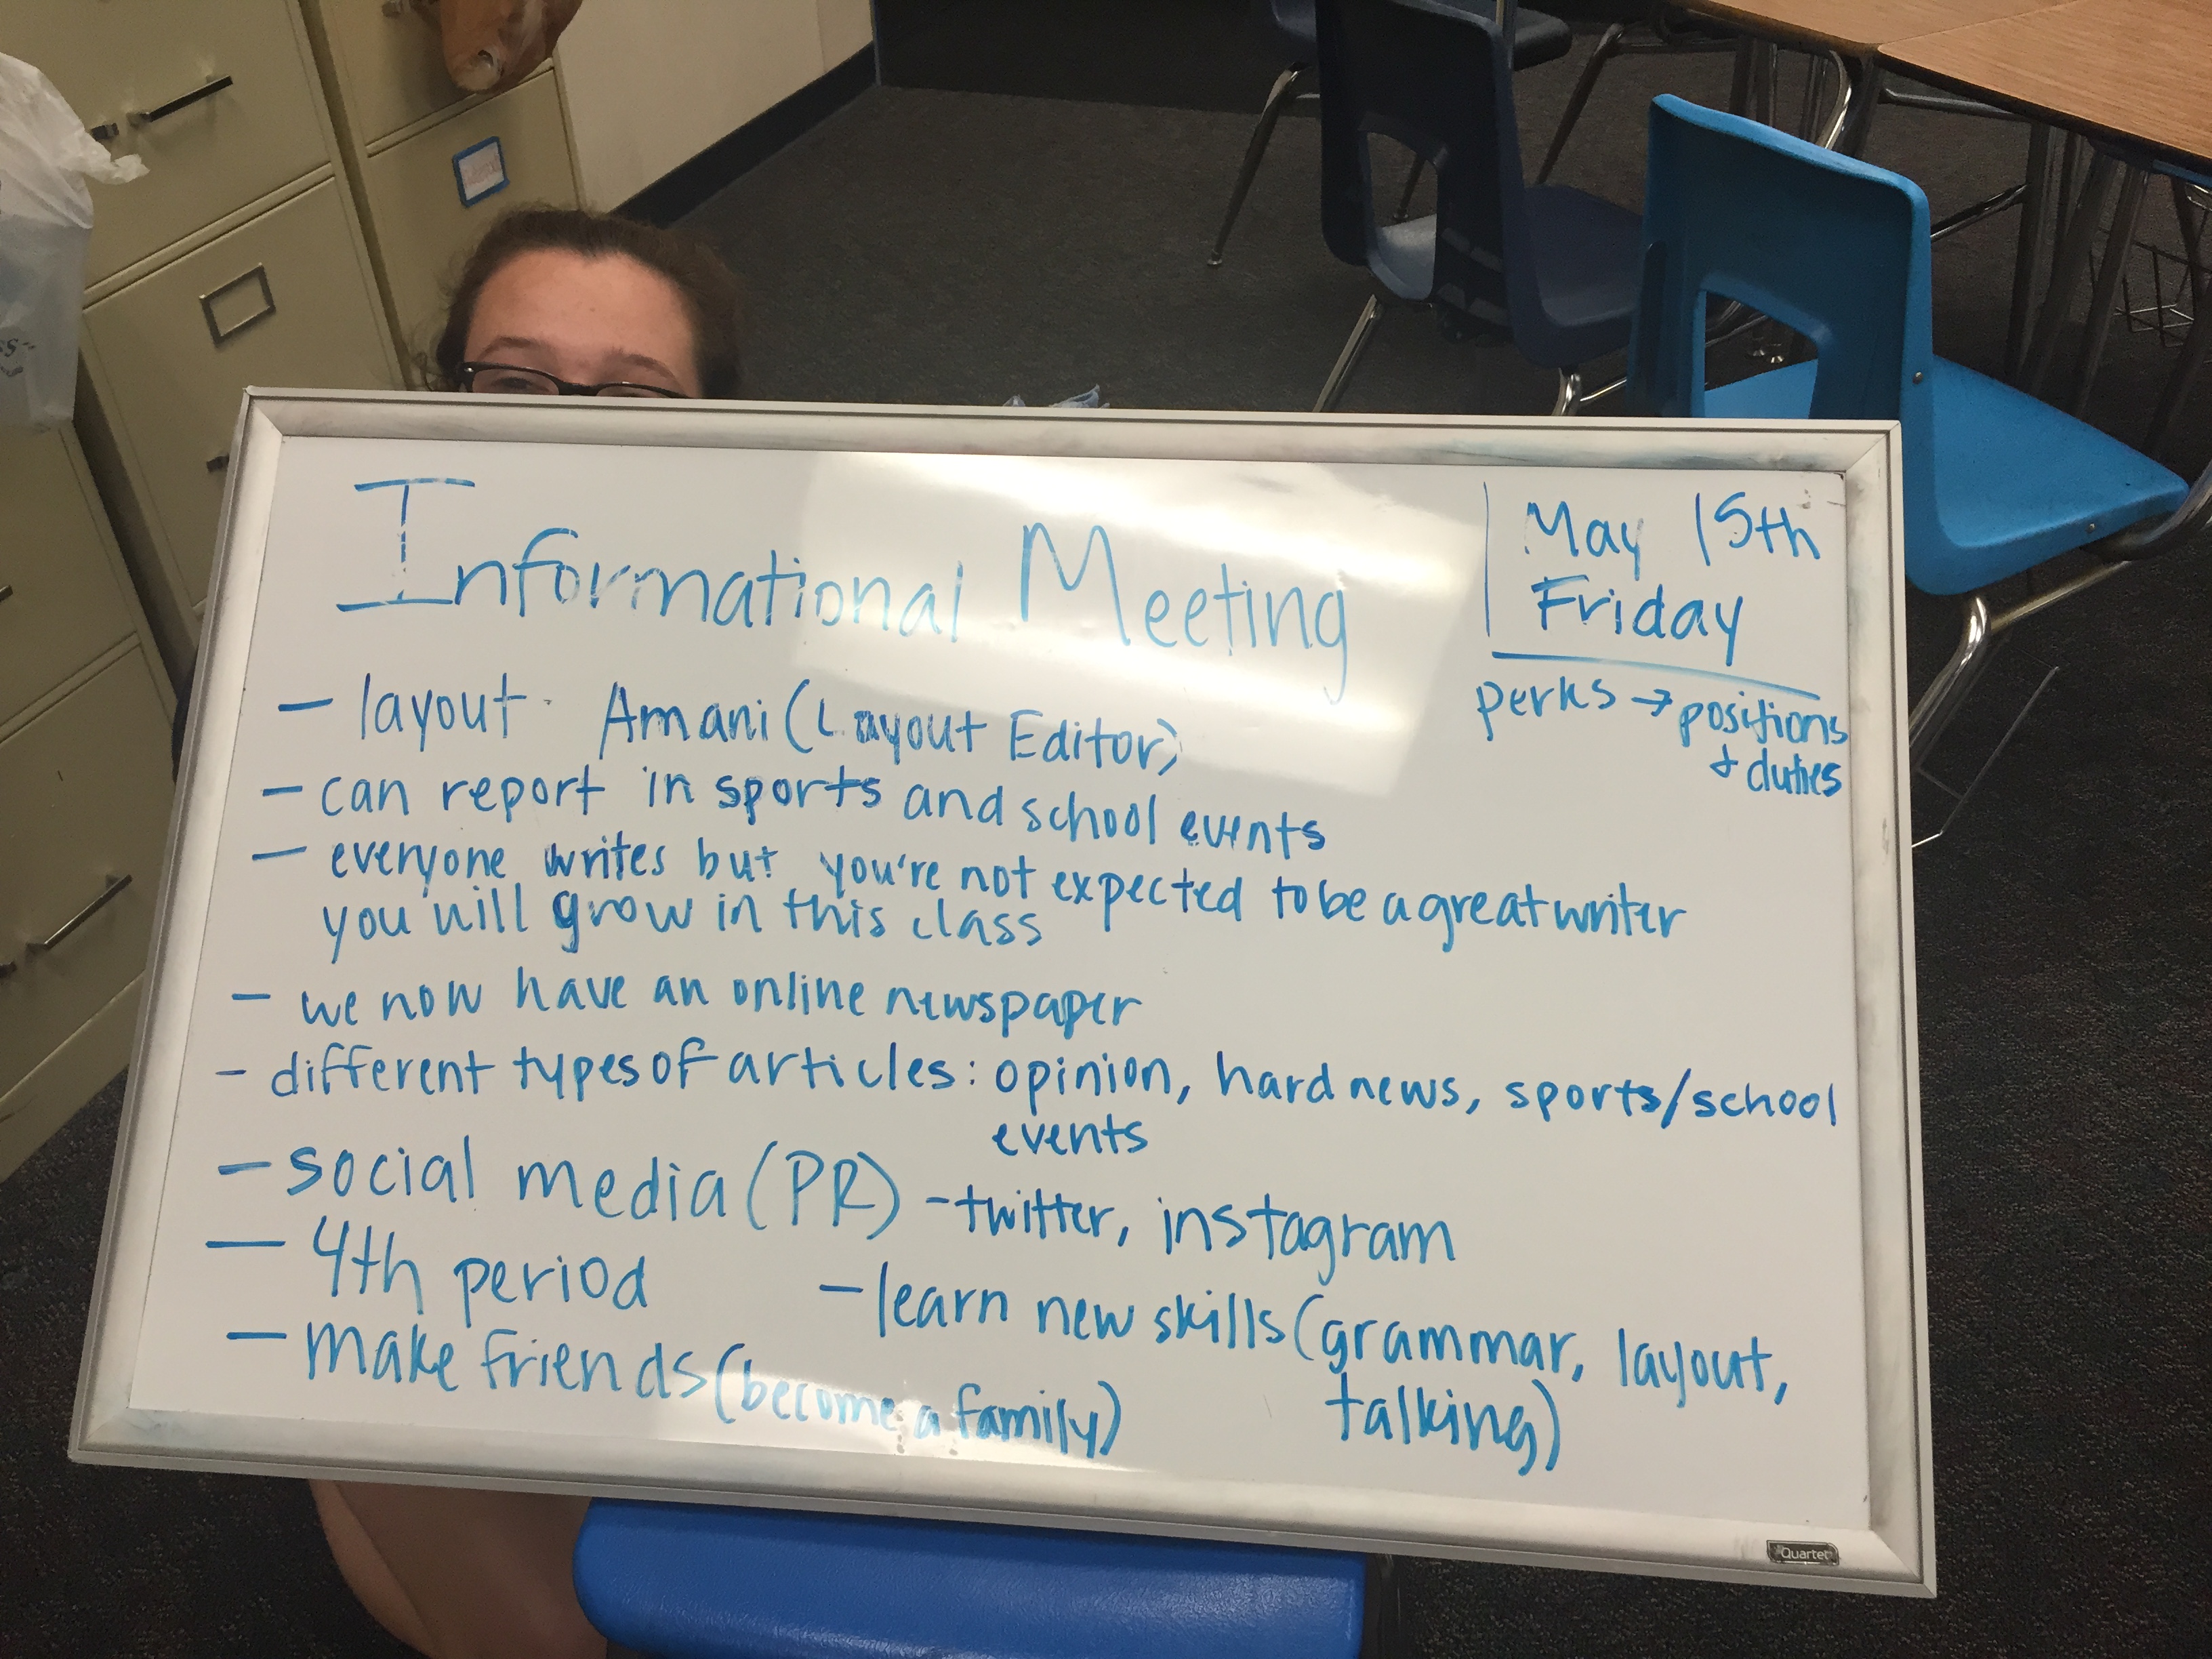 Informational Meeting
May 15th
Friday
perks → positions
+ duties
- layout - Amani (Layout Editor)
- can report in sports and school events
- everyone writes but you're not expected to be a great writer
you will grow in this class
- we now have an online newspaper
- different types of articles: opinion, hard news, sports/school
events
- social media (PR) - twitter, instagram
- 4th period
- learn new skills (grammar, layout,
talking)
- make friends (become a family)
Quartet